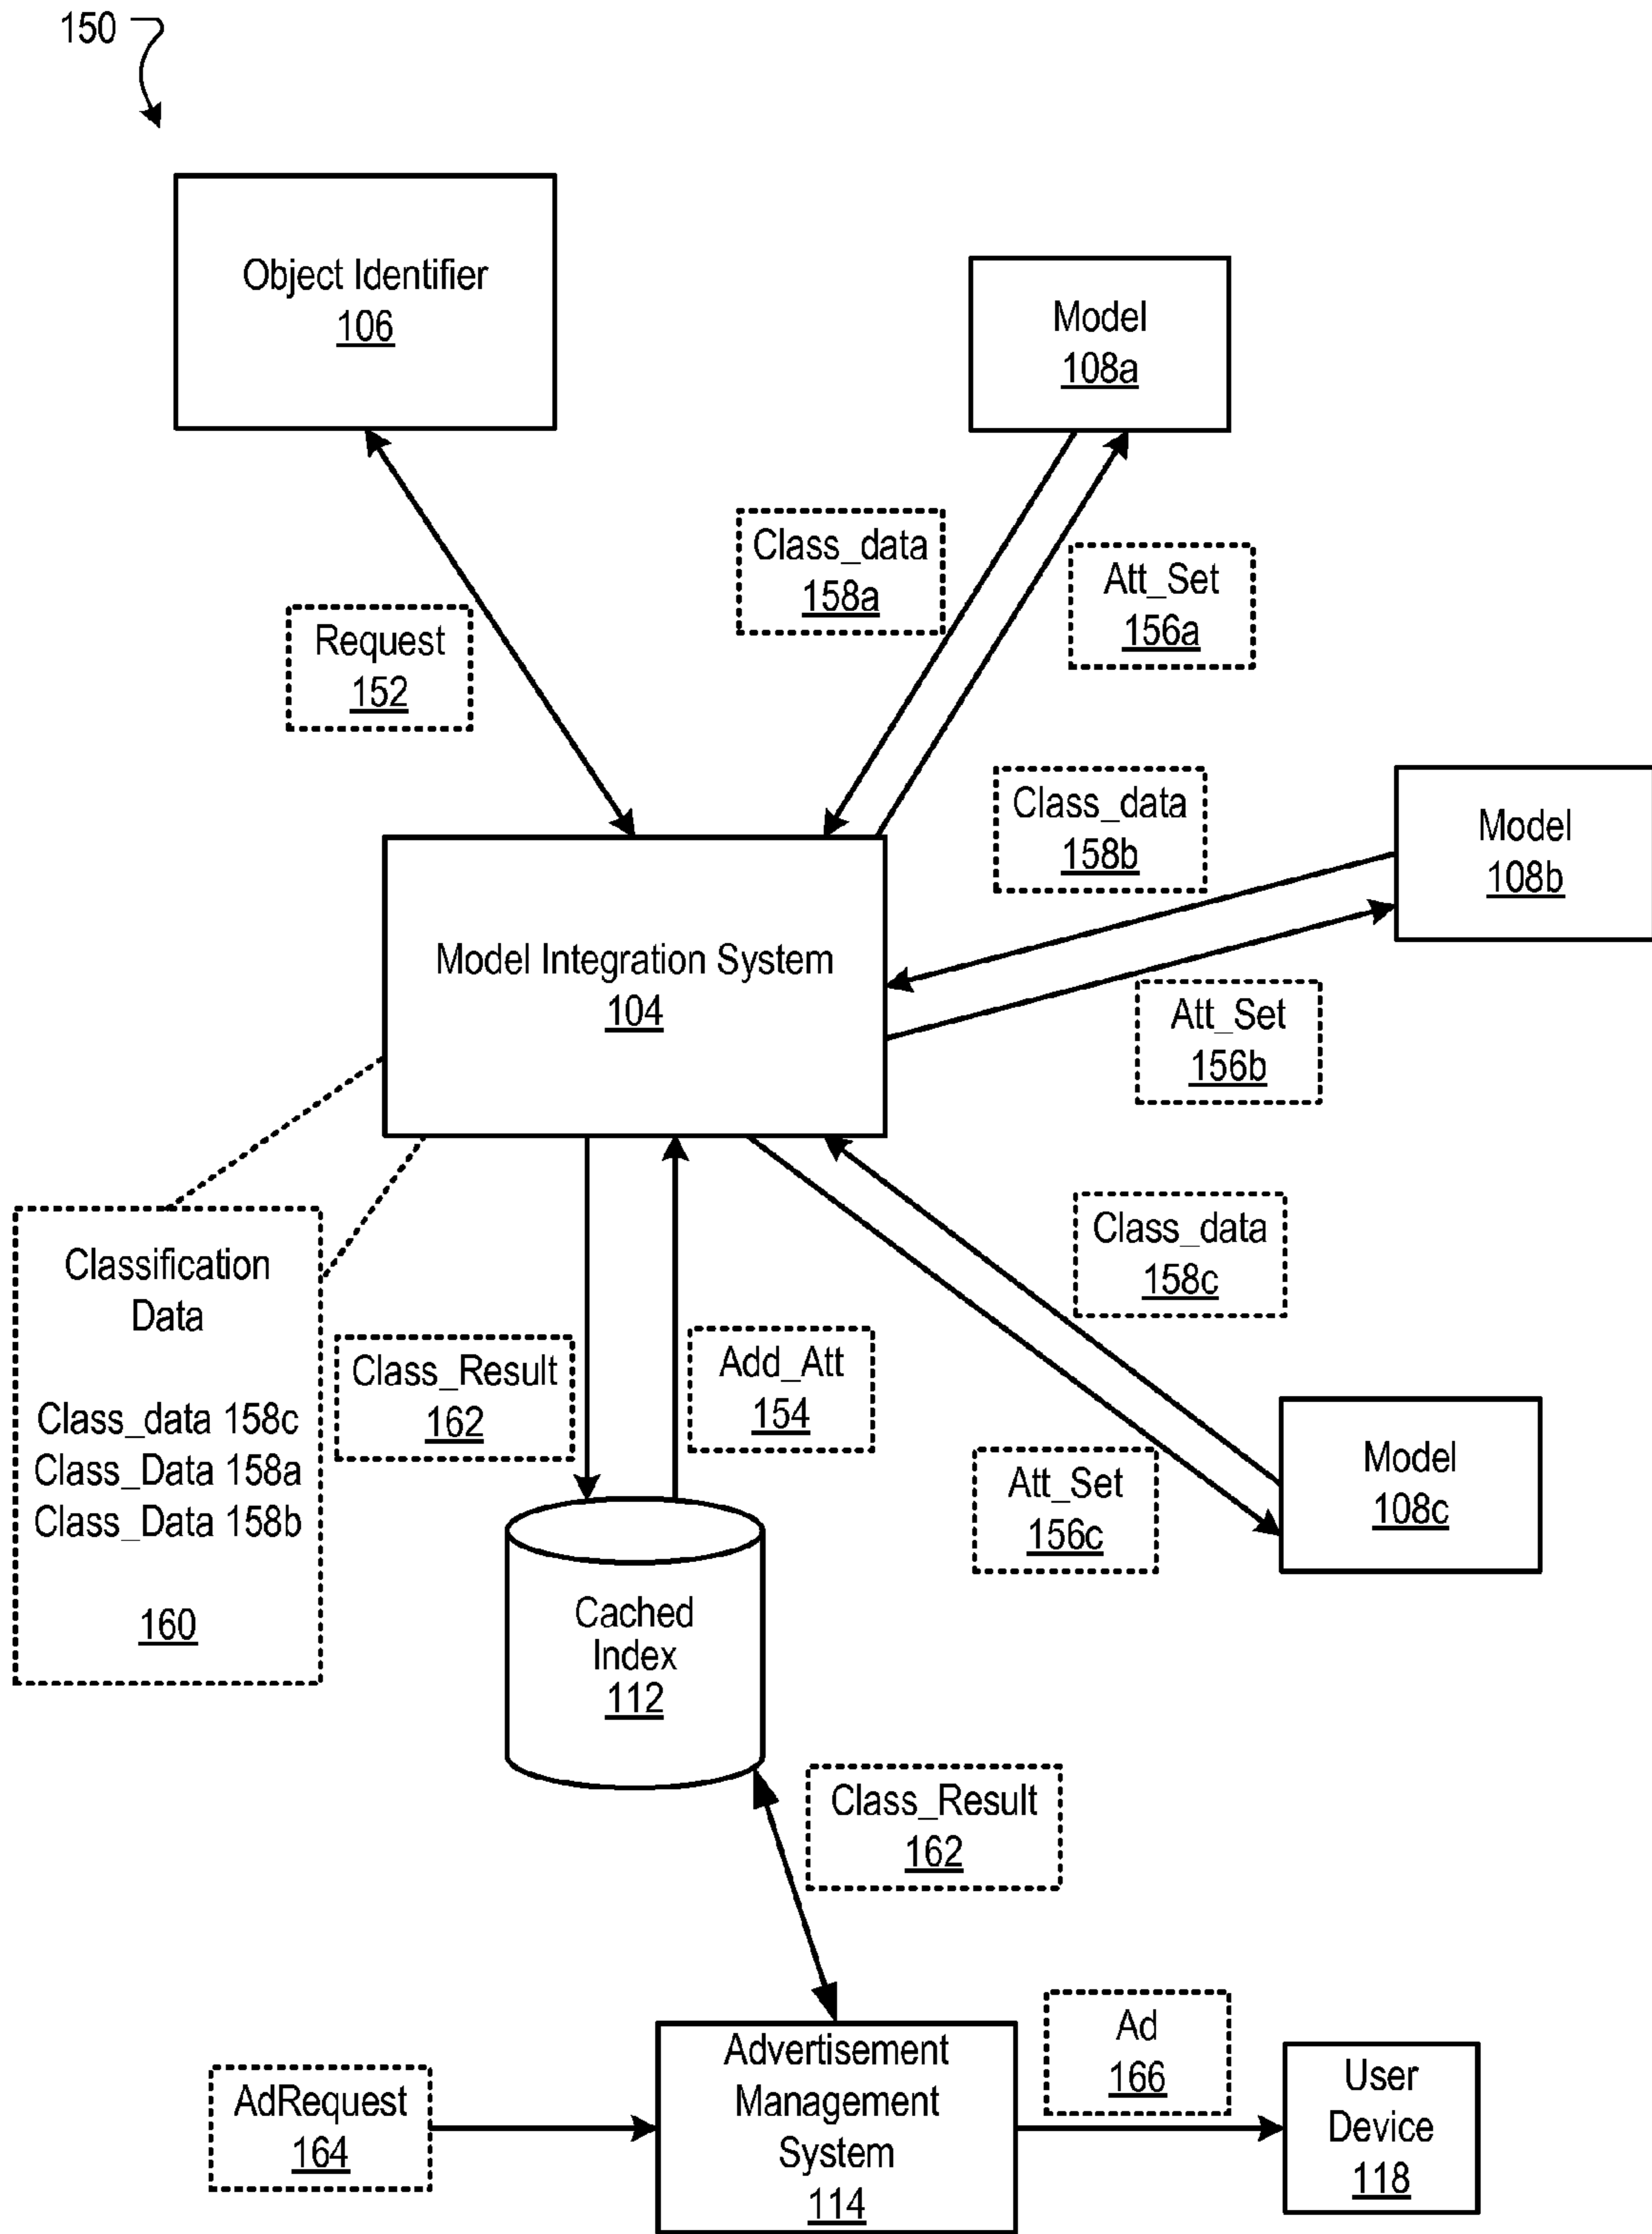 150
Object Identifier
106
Model
108a
Class_data
158a
Att_Set
156a
Request
152
Class_data
158b
Model
108b
Model Integration System
104
Att_Set
156b
Classification
Data
Class_data 158c
Class_Data 158a
Class_Data 158b
160
Class_Result
162
Add_Att
154
Class_data
158c
Att_Set
156c
Model
108c
Cached
Index
112
Class_Result
162
AdRequest
164
Advertisement
Management
System
114
Ad
166
User
Device
118